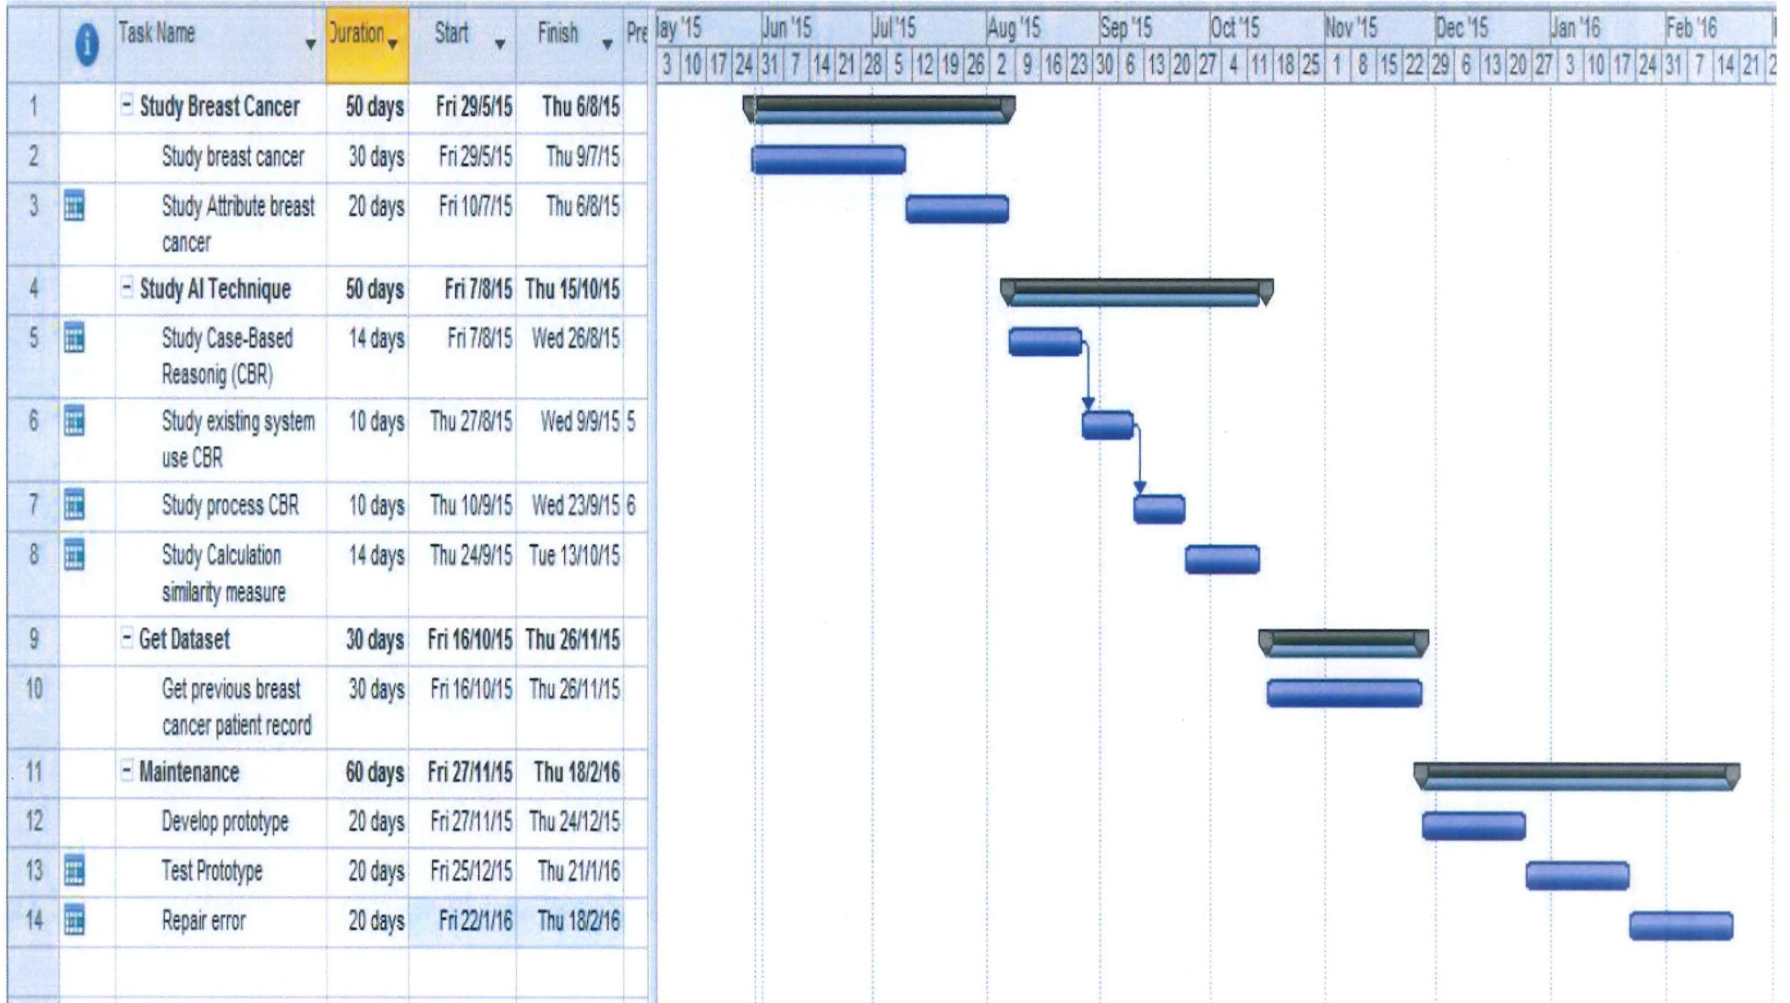 Task Name Duration Start Finish Pre
ay '15 Jun '15 Jul '15 Aug '15 Sep '15 Oct '15 Nov '15 Dec '15 Jan '16 Feb '16
3 10 17 24 31 7 14 21 28 5 12 19 26 2 9 16 23 30 6 13 20 27 4 11 18 25 1 8 15 22 29 6 13 20 27 3 10 17 24 31 7 14 21 2
1 Study Breast Cancer 50 days Fri 29/5/15 Thu 6/8/15
2 Study breast cancer 30 days Fri 29/5/15 Thu 9/7/15
3 Study Attribute breast 20 days Fri 10/7/15 Thu 6/8/15
cancer
4 Study AI Technique 50 days Fri 7/8/15 Thu 15/10/15
5 Study Case-Based 14 days Fri 7/8/15 Wed 26/8/15
Reasonig (CBR)
6 Study existing system 10 days Thu 27/8/15 Wed 9/9/15 5
use CBR
7 Study process CBR 10 days Thu 10/9/15 Wed 23/9/15 6
8 Study Calculation 14 days Thu 24/9/15 Tue 13/10/15
similarity measure
9 Get Dataset 30 days Fri 16/10/15 Thu 26/11/15
10 Get previous breast 30 days Fri 16/10/15 Thu 26/11/15
cancer patient record
11 Maintenance 60 days Fri 27/11/15 Thu 18/2/16
12 Develop prototype 20 days Fri 27/11/15 Thu 24/12/15
13 Test Prototype 20 days Fri 25/12/15 Thu 21/1/16
14 Repair error 20 days Fri 22/1/16 Thu 18/2/16